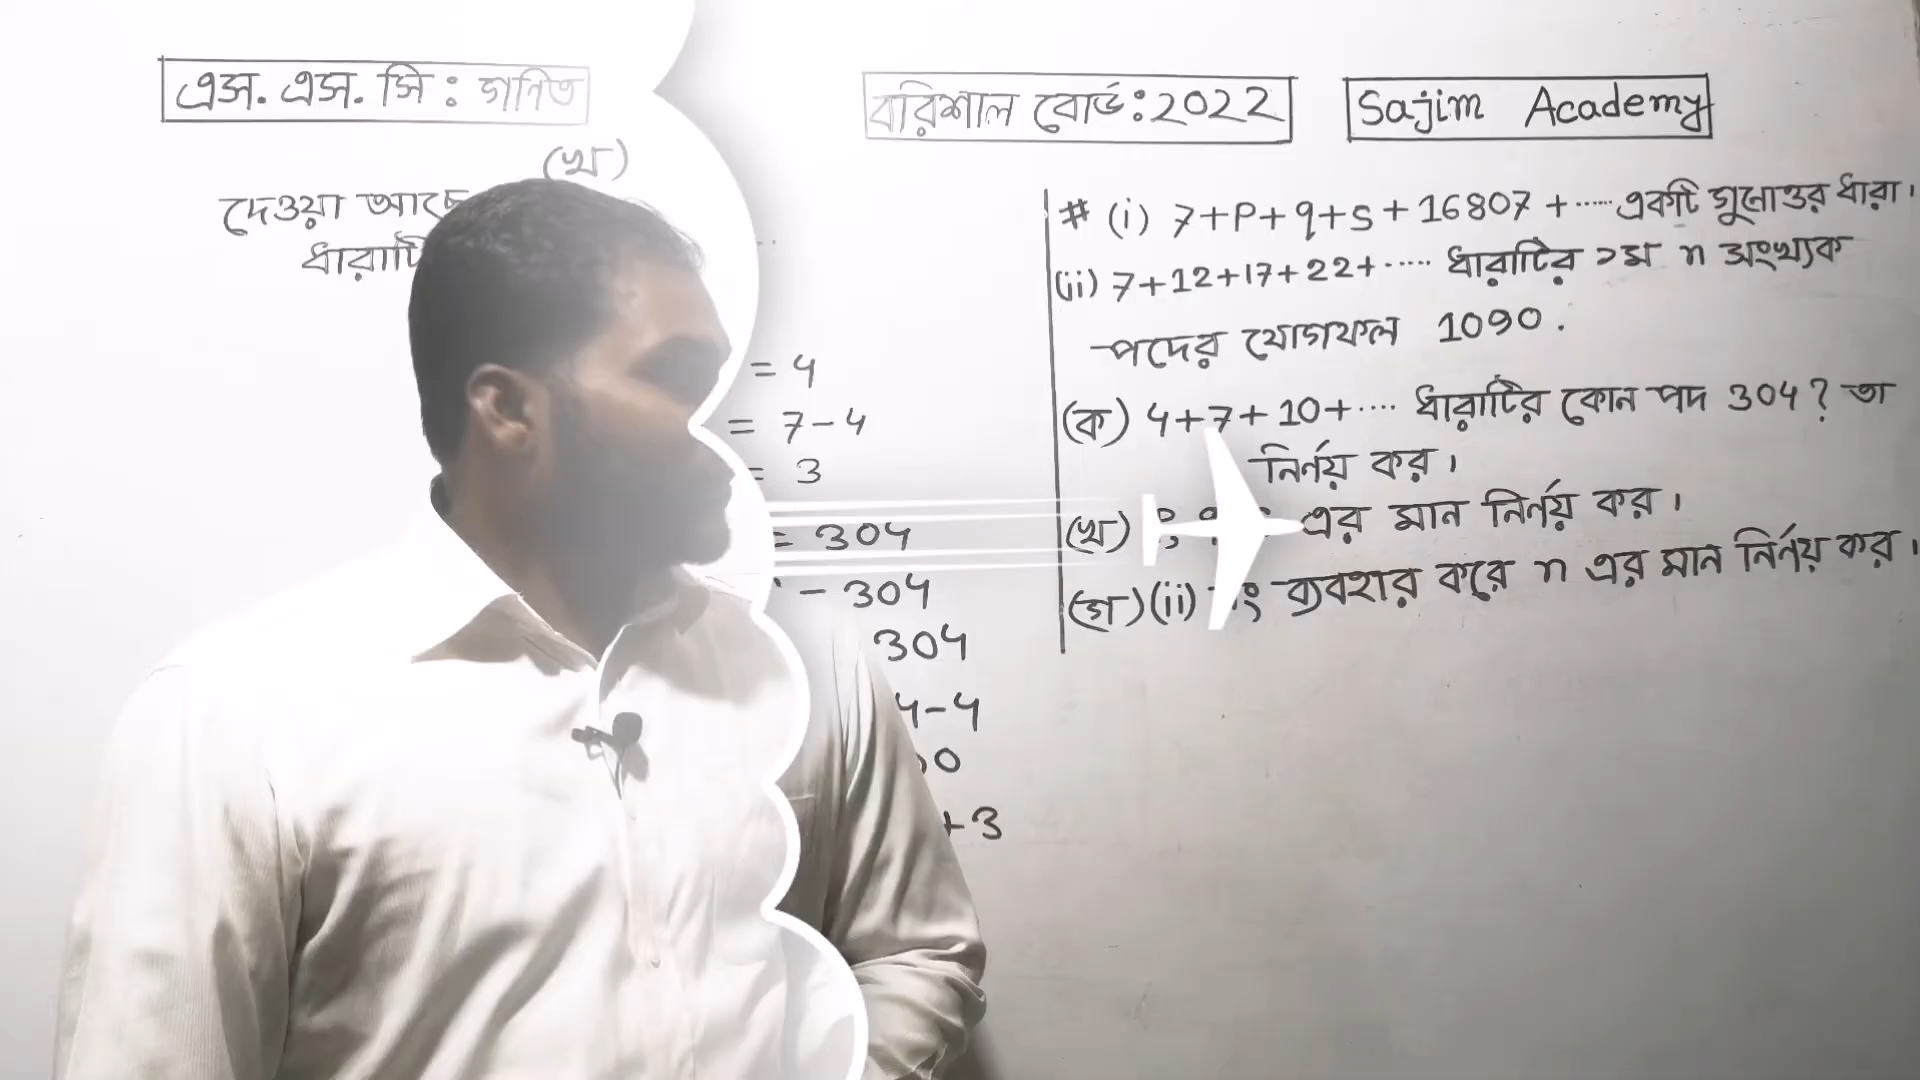 এস. এস. সি : গনিত
বরিশাল বোর্ড:২০২২
Sajim Academy
(খ)
দেওয়া আছে
ধারাটি
= 4
= 7-4
= 3
= 304
- 304
304
4-4
0
+3
# (i) 7+P+q+s+16807+...... একটি গুনোত্তর ধারা।
(ii) 7+12+17+22+..... ধারাটির ১ম n সংখ্যক
পদের যোগফল 1090.
(ক) 4+7+10+.... ধারাটির কোন পদ 304? তা
নির্ণয় কর।
(খ) এর মান নির্ণয় কর।
(গ) (ii) নং ব্যবহার করে n এর মান নির্ণয় কর।